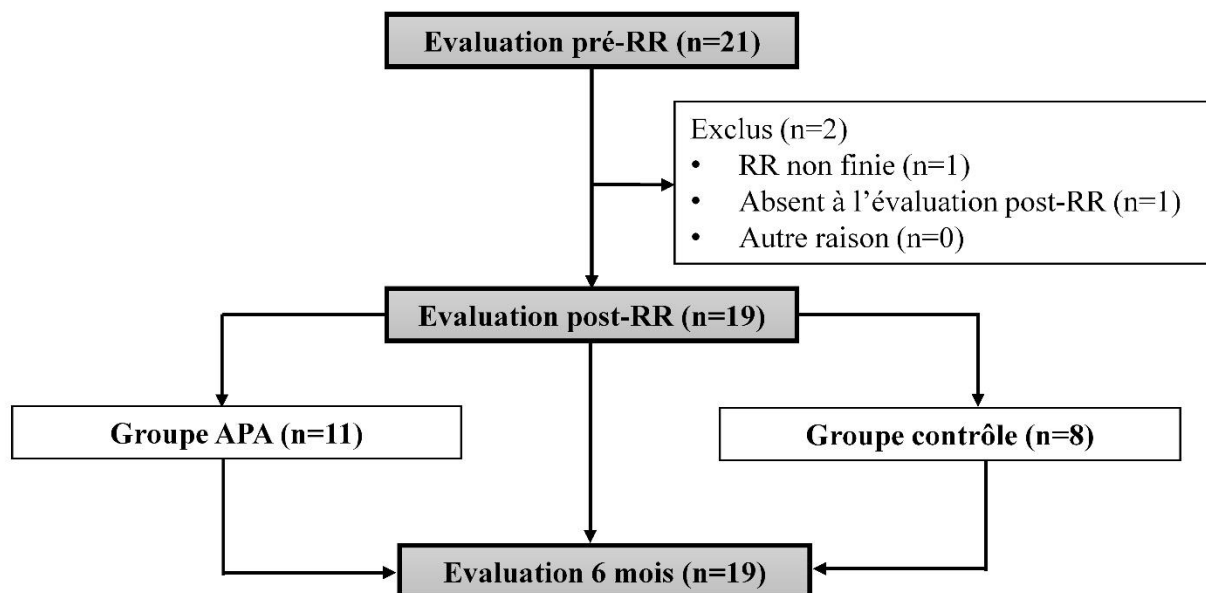 Evaluation pré-RR (n=21)
Exclus (n=2)
• RR non finie (n=1)
• Absent à l’évaluation post-RR (n=1)
• Autre raison (n=0)
Evaluation post-RR (n=19)
Groupe APA (n=11)
Groupe contrôle (n=8)
Evaluation 6 mois (n=19)